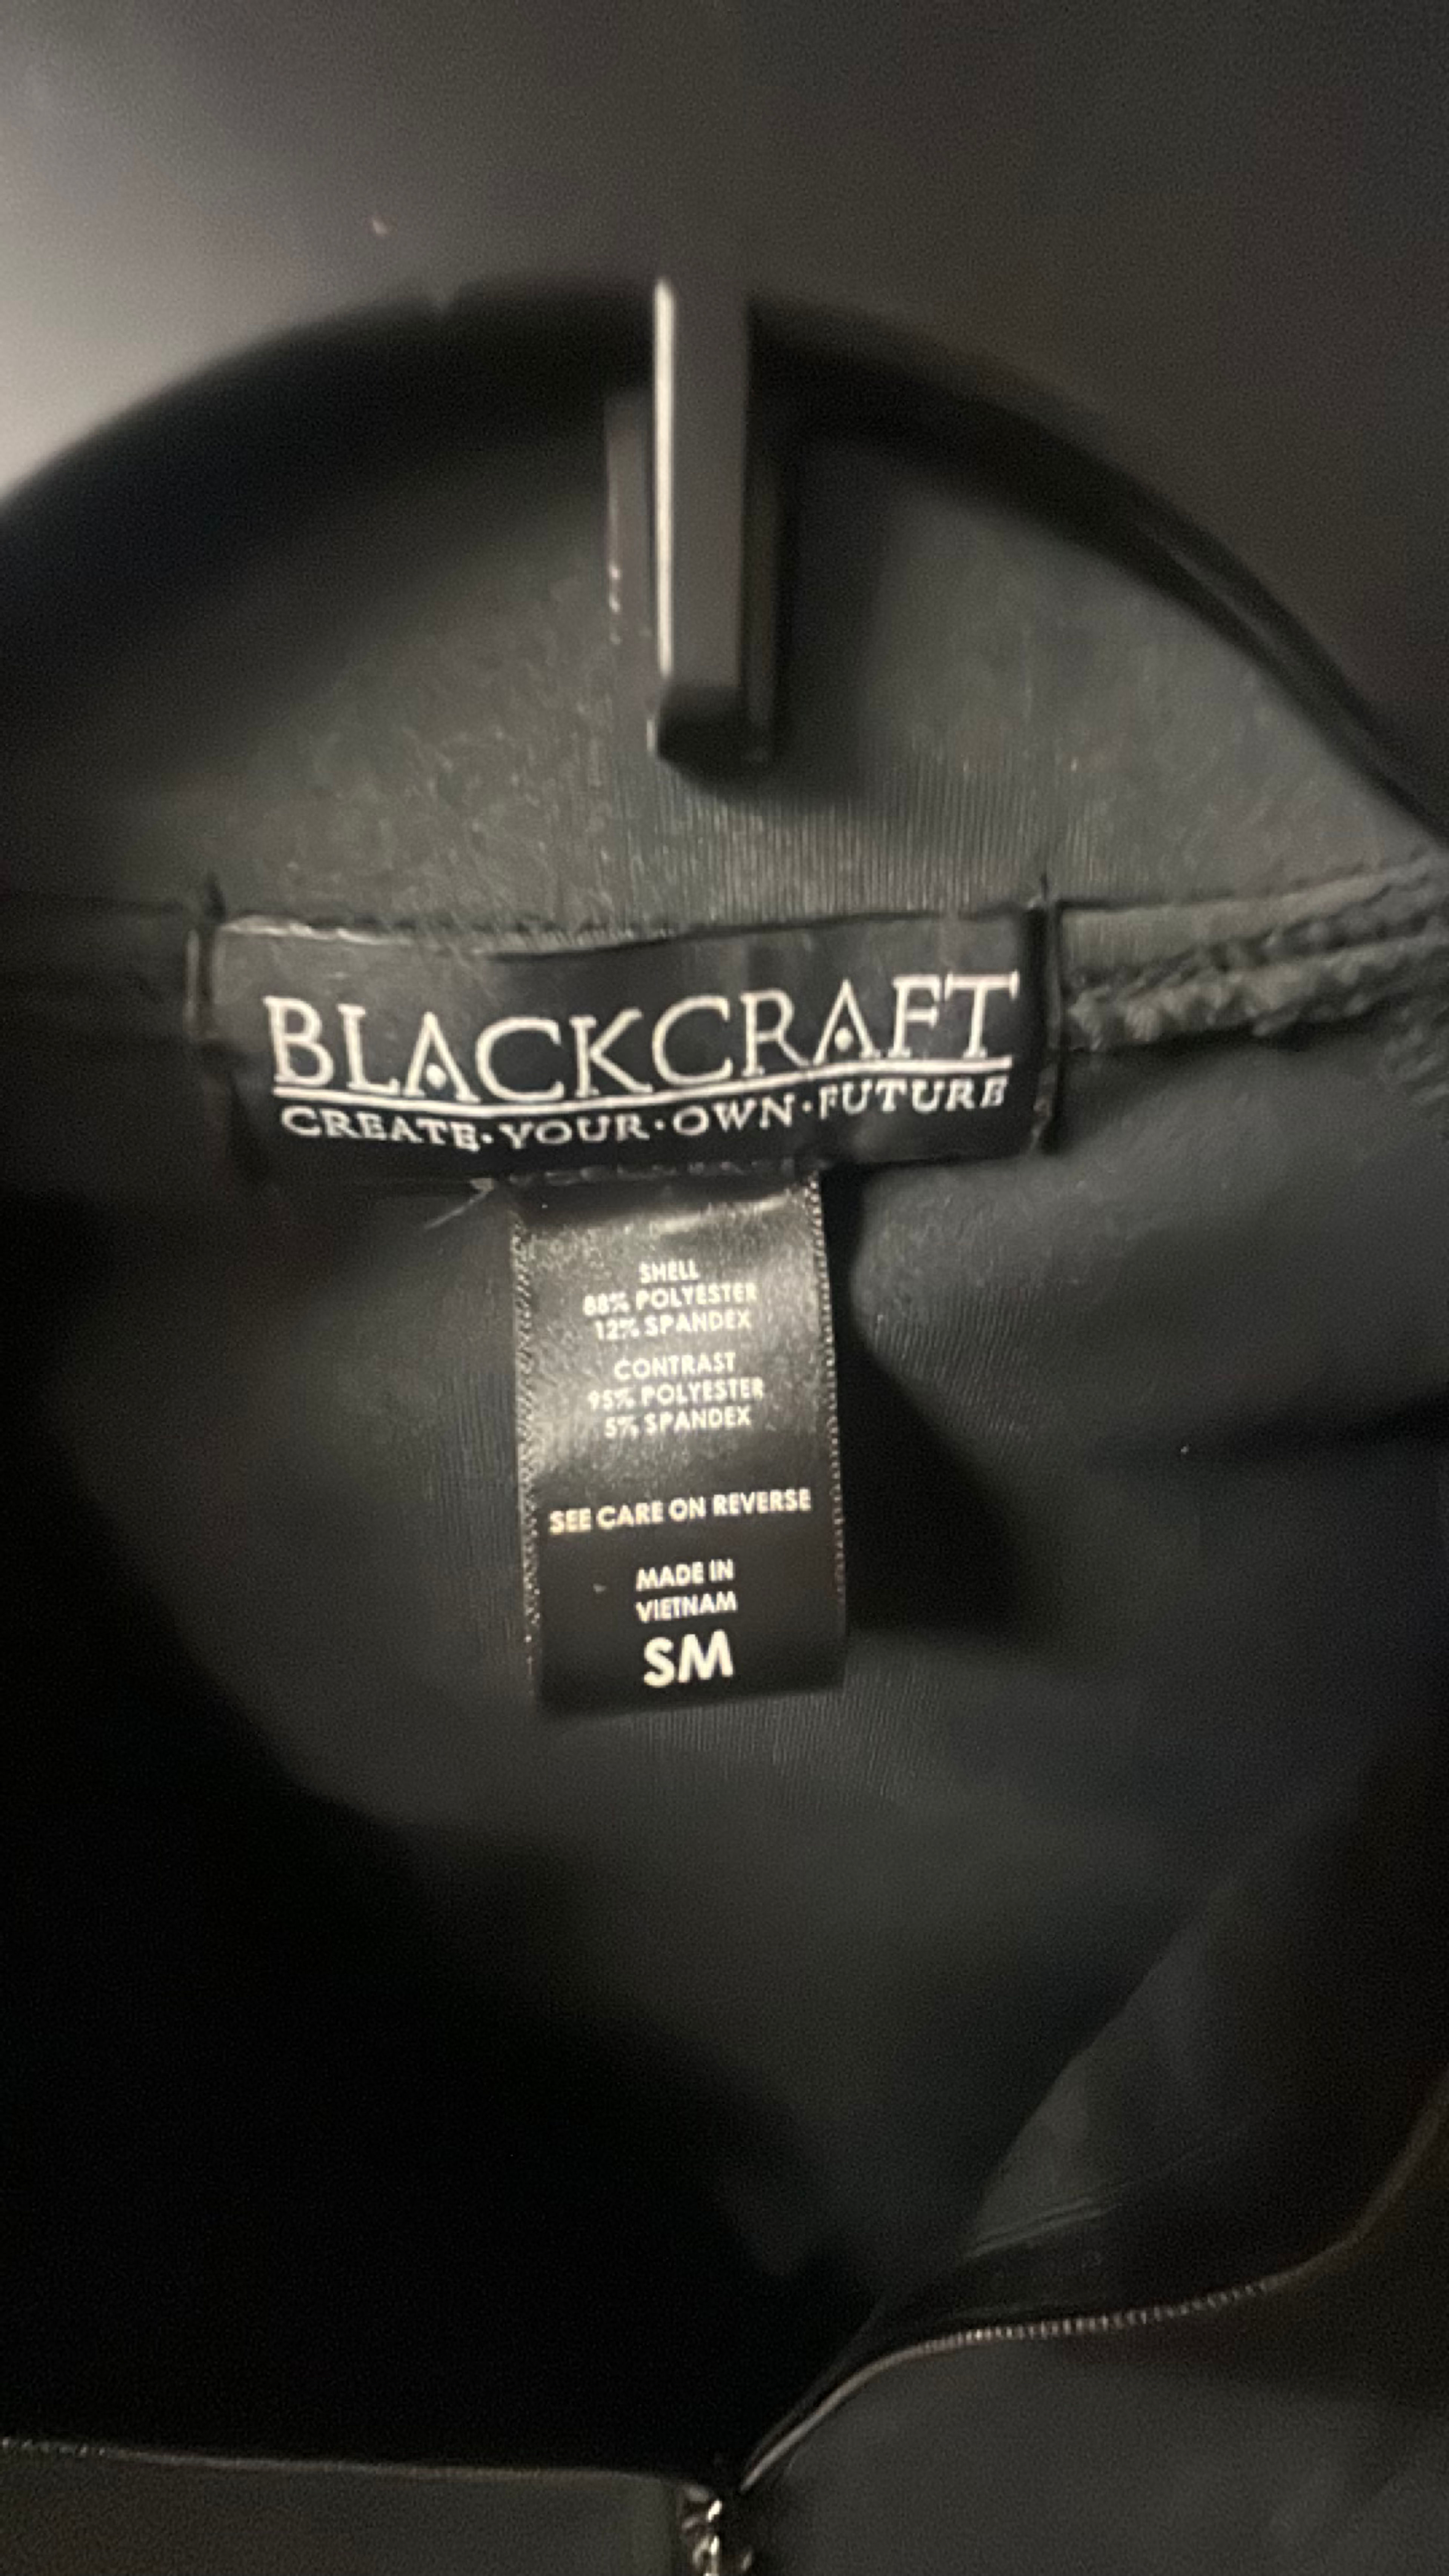 BLACKCRAFT
CREATE·YOUR·OWN·FUTURE
SHELL
88% POLYESTER
12% SPANDEX
CONTRAST
95% POLYESTER
5% SPANDEX
SEE CARE ON REVERSE
MADE IN
VIETNAM
SM